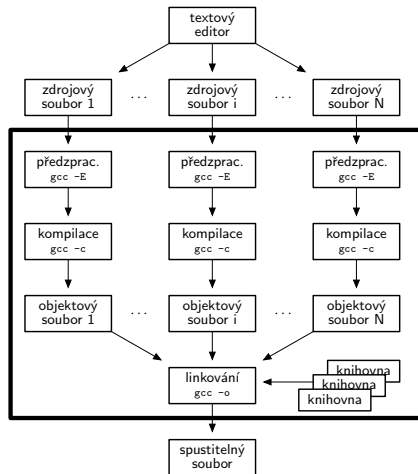 textový
editor
zdrojový
soubor 1
. . .
zdrojový
soubor i
. . .
zdrojový
soubor N
předzprac.
gcc -E
předzprac.
gcc -E
předzprac.
gcc -E
kompilace
gcc -c
kompilace
gcc -c
kompilace
gcc -c
objektový
soubor 1
. . .
objektový
soubor i
. . .
objektový
soubor N
linkování
gcc -o
knihovna
knihovna
knihovna
spustitelný
soubor